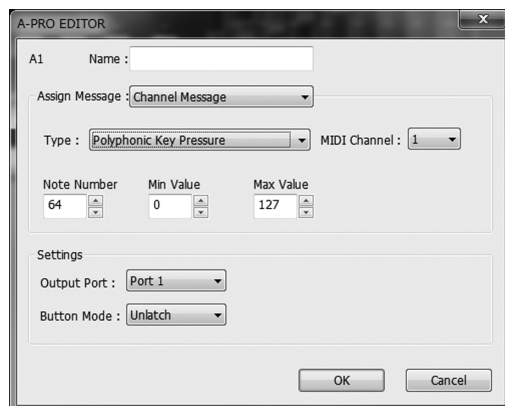 A-PRO EDITOR
x
A1 Name :
Assign Message : Channel Message
Type : Polyphonic Key Pressure MIDI Channel : 1
Note Number Min Value Max Value
64 0 127
Settings
Output Port : Port 1
Button Mode : Unlatch
OK Cancel